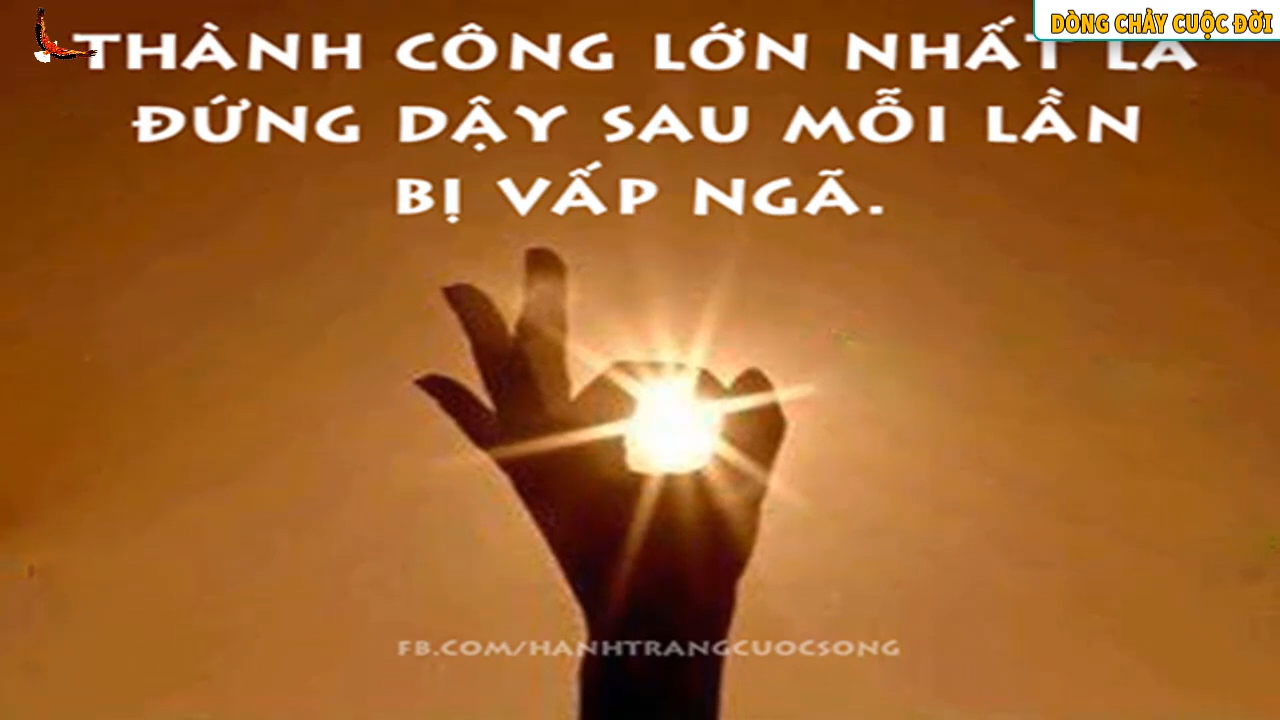 DÒNG CHẢY CUỘC ĐỜI
THÀNH CÔNG LỚN NHẤT LÀ
ĐỨNG DẬY SAU MỖI LẦN
BỊ VẤP NGÃ.
FB.COM/HANHTRANGCUOCSONG